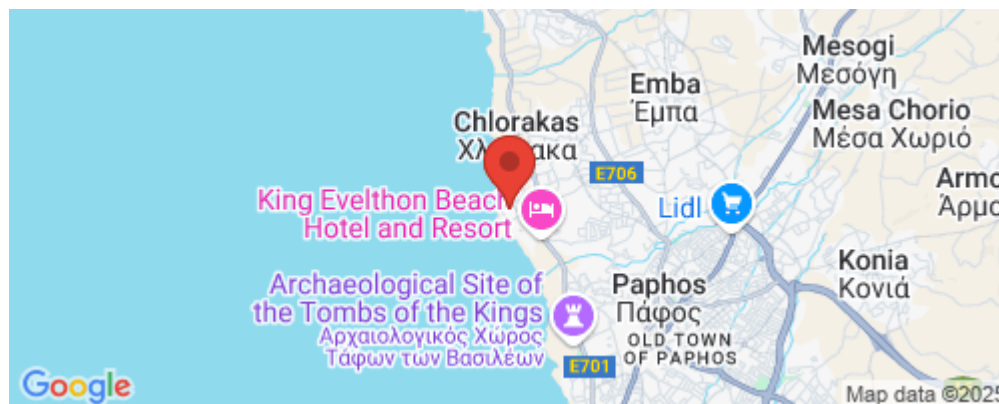 Mesogi
Μεσόγη
Emba
Έμπα
Mesa Chorio
Μέσα Χωριό
Chlorakas
E706
King Evelthon Beach
Hotel and Resort
Lidl
Konia
Κονιά
Archaeological Site of
the Tombs of the Kings
Αρχαιολογικός Χώρος
Τάφων των Βασιλέων
Paphos
Πάφος
OLD TOWN
OF PAPHOS
E701
Google
Map data ©2025